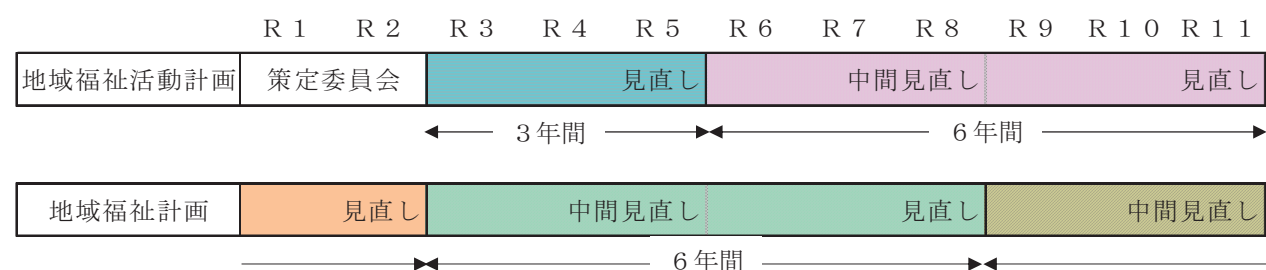 R1 R2 R3 R4 R5 R6 R7 R8 R9 R10 R11
地域福祉活動計画 策定委員会 見直し 中間見直し 見直し
3年間 6年間
地域福祉計画 見直し 中間見直し 見直し 中間見直し
6年間